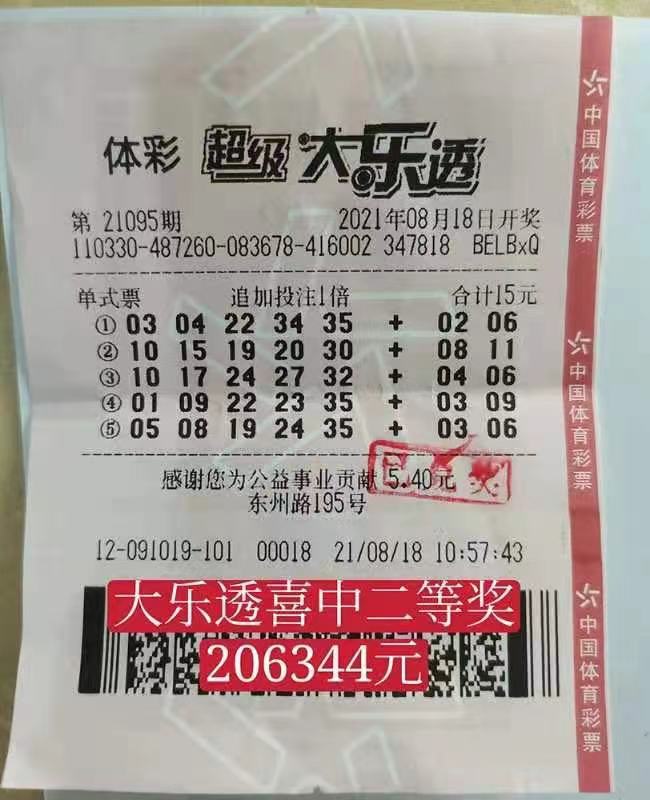 体彩 超级大乐透
第 21095期 2021年08月18日开奖
110330-487260-083678-416002 347818 BELBxQ
单式票 追加投注1倍 合计15元
① 03 04 22 34 35 + 02 06
② 10 15 19 20 30 + 08 11
③ 10 17 24 27 32 + 04 06
④ 01 09 22 23 35 + 03 09
⑤ 05 08 19 24 35 + 03 06
已兑奖
感谢您为公益事业贡献 5.40元
东州路195号
12-091019-101 00018 21/08/18 10:57:43
大乐透喜中二等奖
206344元
中国体育彩票
中国体育彩票
中国体育彩票